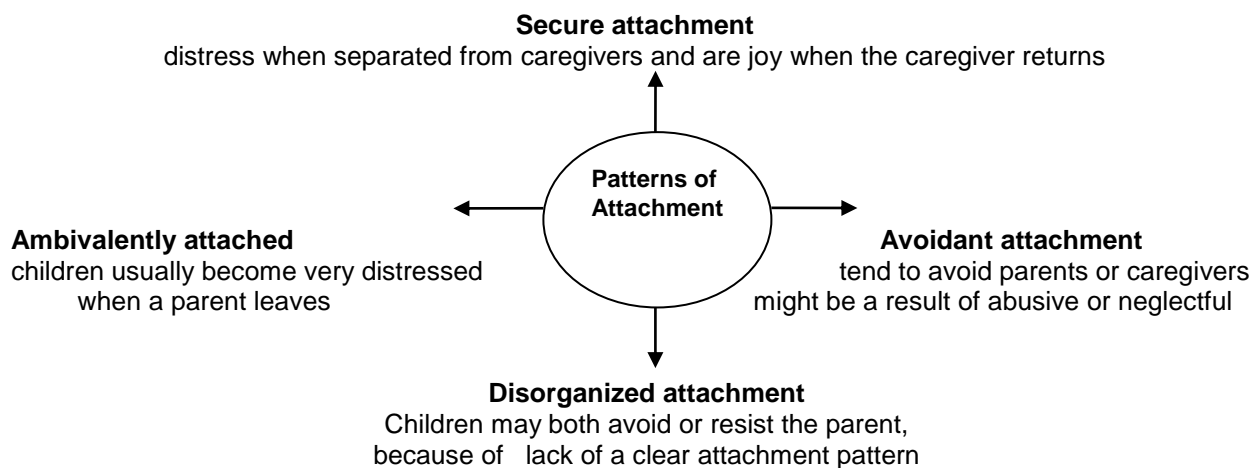 Secure attachment
distress when separated from caregivers and are joy when the caregiver returns
Patterns of
Attachment
Ambivalently attached
children usually become very distressed
when a parent leaves
Avoidant attachment
tend to avoid parents or caregivers
might be a result of abusive or neglectful
Disorganized attachment
Children may both avoid or resist the parent,
because of lack of a clear attachment pattern